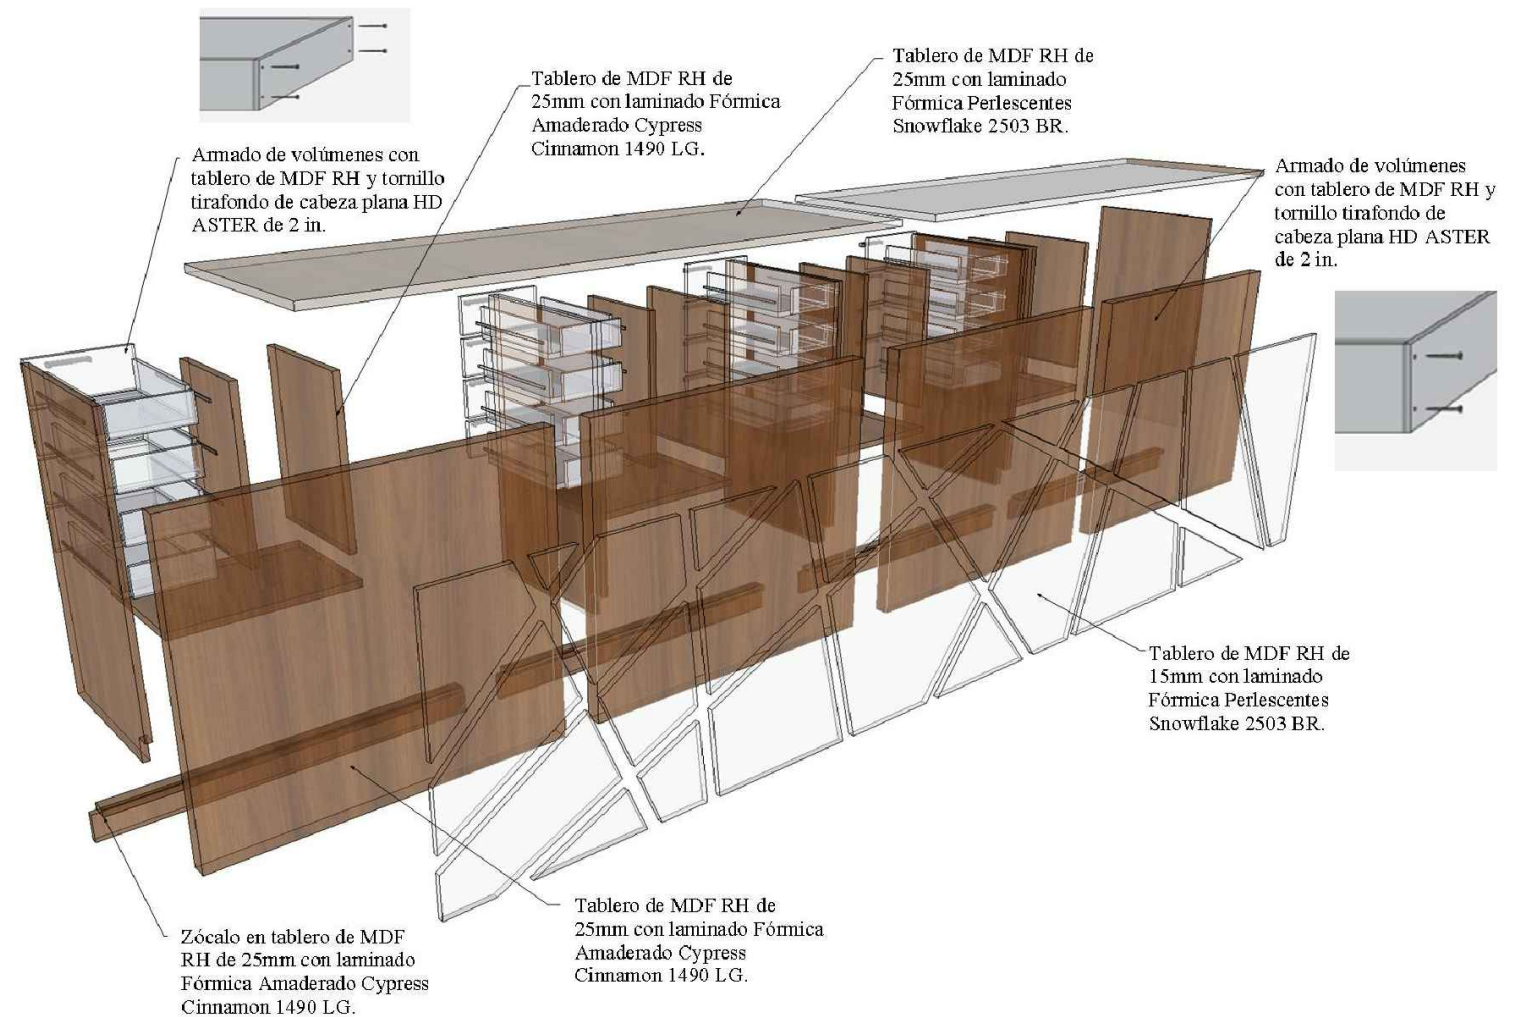 Tablero de MDF RH de
25mm con laminado
Fórmica Perlescentes
Snowflake 2503 BR.
Tablero de MDF RH de
25mm con laminado Fórmica
Amaderado Cypress
Cinnamon 1490 LG.
Armado de volúmenes con
tablero de MDF RH y tornillo
tirafondo de cabeza plana HD
ASTER de 2 in.
Armado de volúmenes
con tablero de MDF RH y
tornillo tirafondo de
cabeza plana HD ASTER
de 2 in.
Tablero de MDF RH de
15mm con laminado
Fórmica Perlescentes
Snowflake 2503 BR.
Tablero de MDF RH de
25mm con laminado Fórmica
Amaderado Cypress
Cinnamon 1490 LG.
Zócalo en tablero de MDF
RH de 25mm con laminado
Fórmica Amaderado Cypress
Cinnamon 1490 LG.